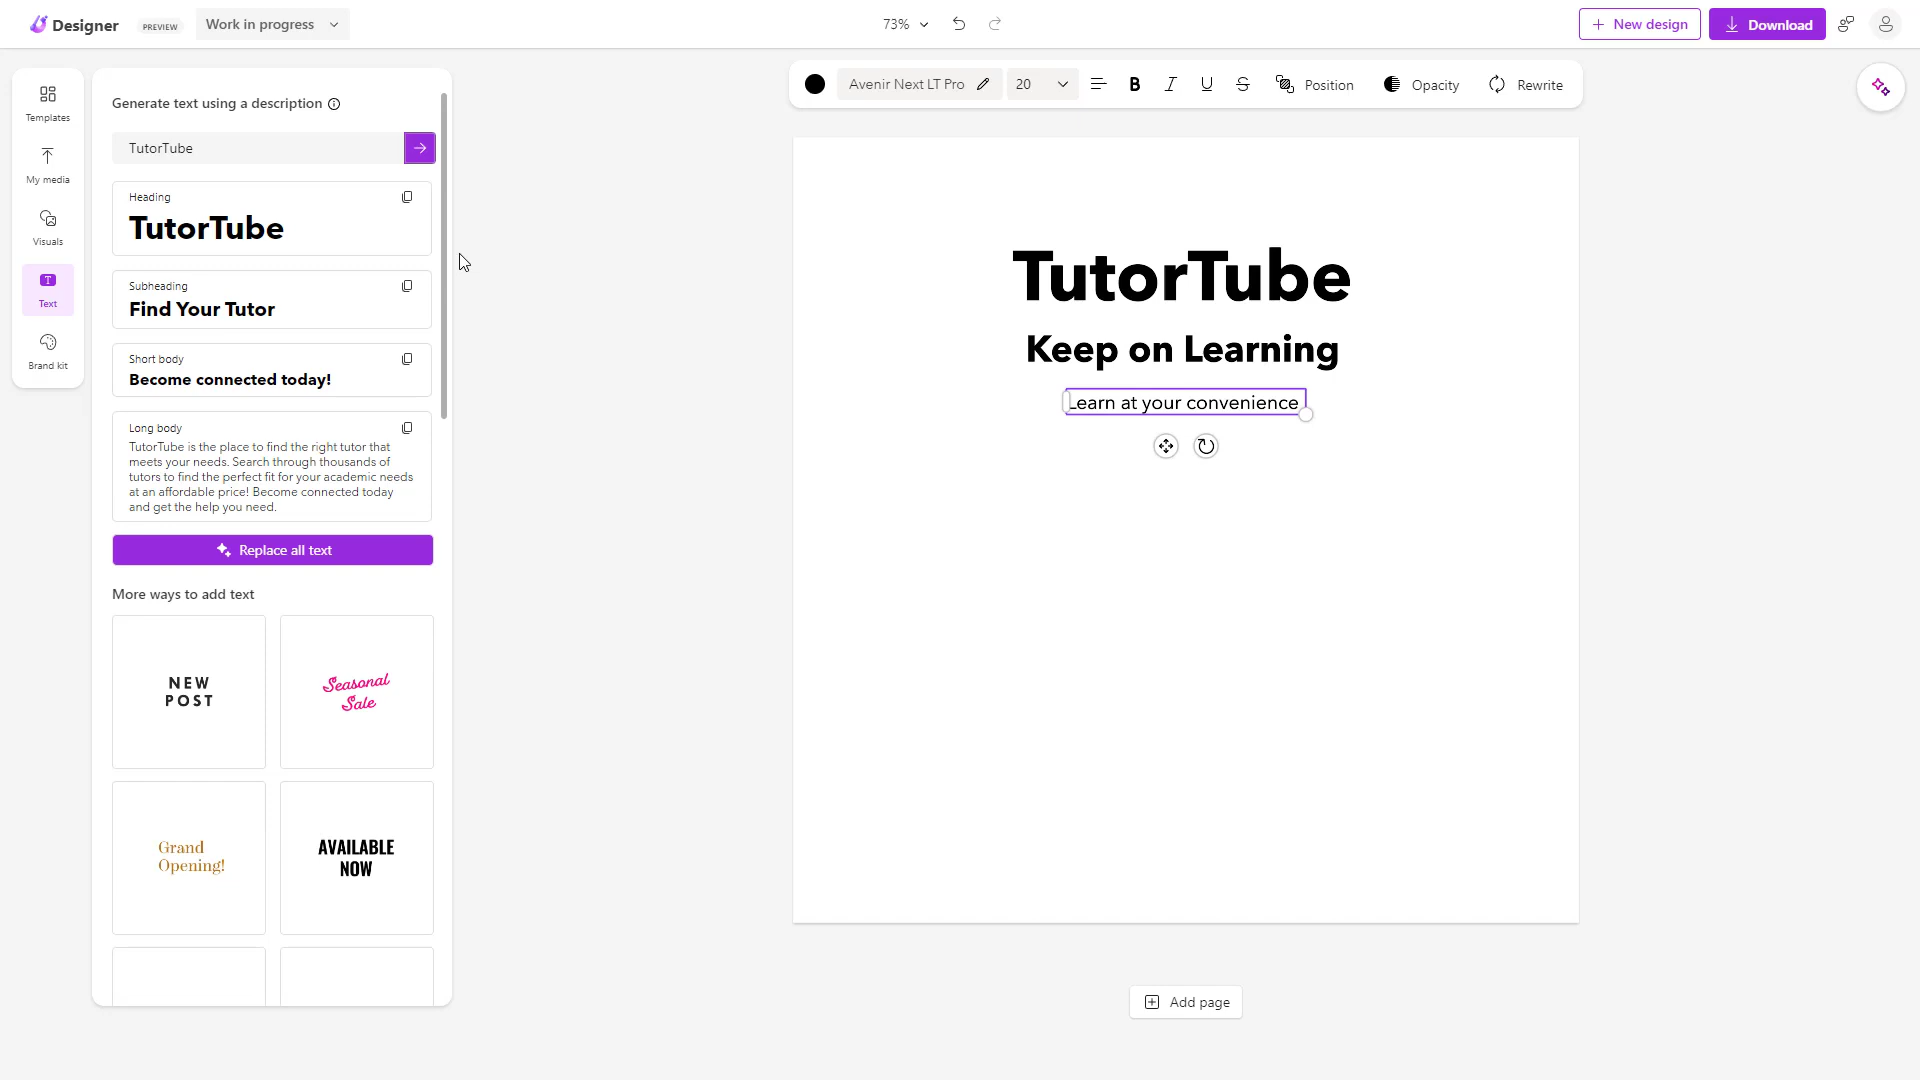 Designer PREVIEW Work in progress 73% New design Download
Templates
My media
Visuals
Text
Brand kit
Generate text using a description
TutorTube
Heading
TutorTube
Subheading
Find Your Tutor
Short body
Become connected today!
Long body
TutorTube is the place to find the right tutor that
meets your needs. Search through thousands of
tutors to find the perfect fit for your academic needs
at an affordable price! Become connected today
and get the help you need.
Replace all text
More ways to add text
NEW
POST
Seasonal
Sale
Grand
Opening!
AVAILABLE
NOW
Avenir Next LT Pro 20 B I U S Position Opacity Rewrite
TutorTube
Keep on Learning
Learn at your convenience
Add page